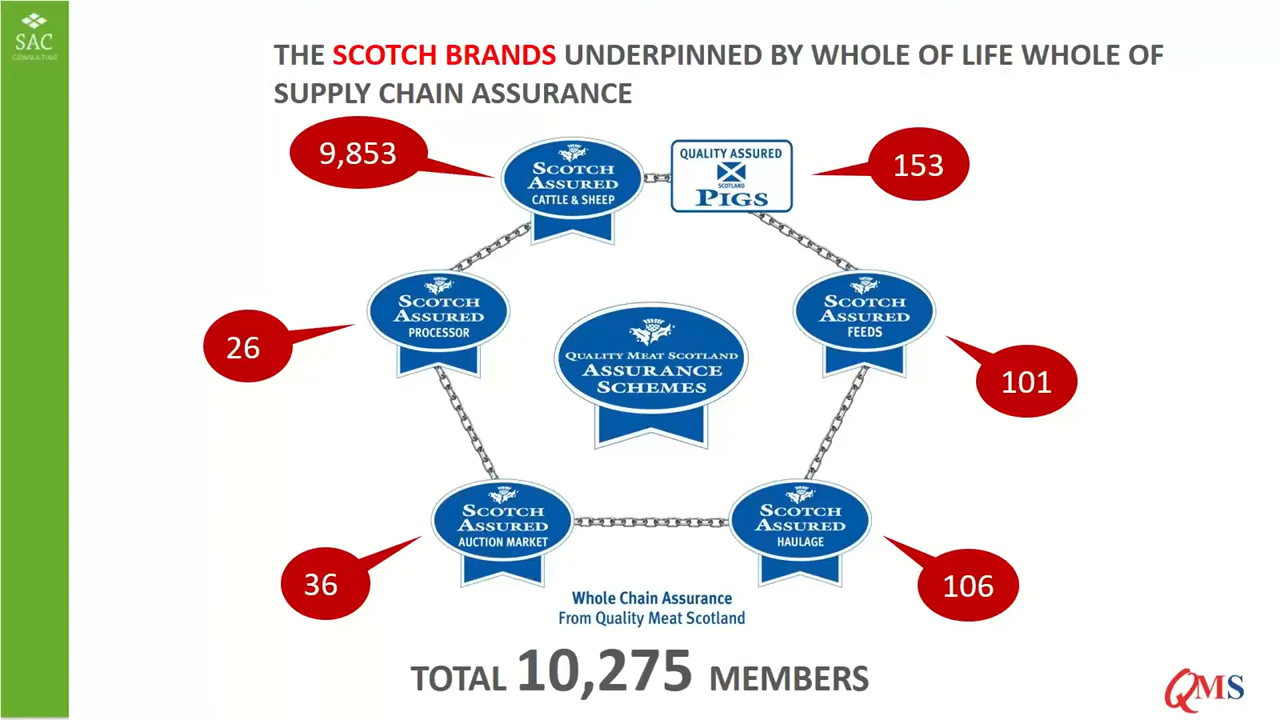 SAC
CONSULTING
THE SCOTCH BRANDS UNDERPINNED BY WHOLE OF LIFE WHOLE OF
SUPPLY CHAIN ASSURANCE
9,853
SCOTCH
ASSURED
CATTLE & SHEEP
QUALITY ASSURED
SCOTLAND
PIGS
153
26
SCOTCH
ASSURED
PROCESSOR
QUALITY MEAT SCOTLAND
ASSURANCE
SCHEMES
SCOTCH
ASSURED
FEEDS
101
36
SCOTCH
ASSURED
AUCTION MARKET
SCOTCH
ASSURED
HAULAGE
106
Whole Chain Assurance
From Quality Meat Scotland
TOTAL 10,275 MEMBERS
QMS